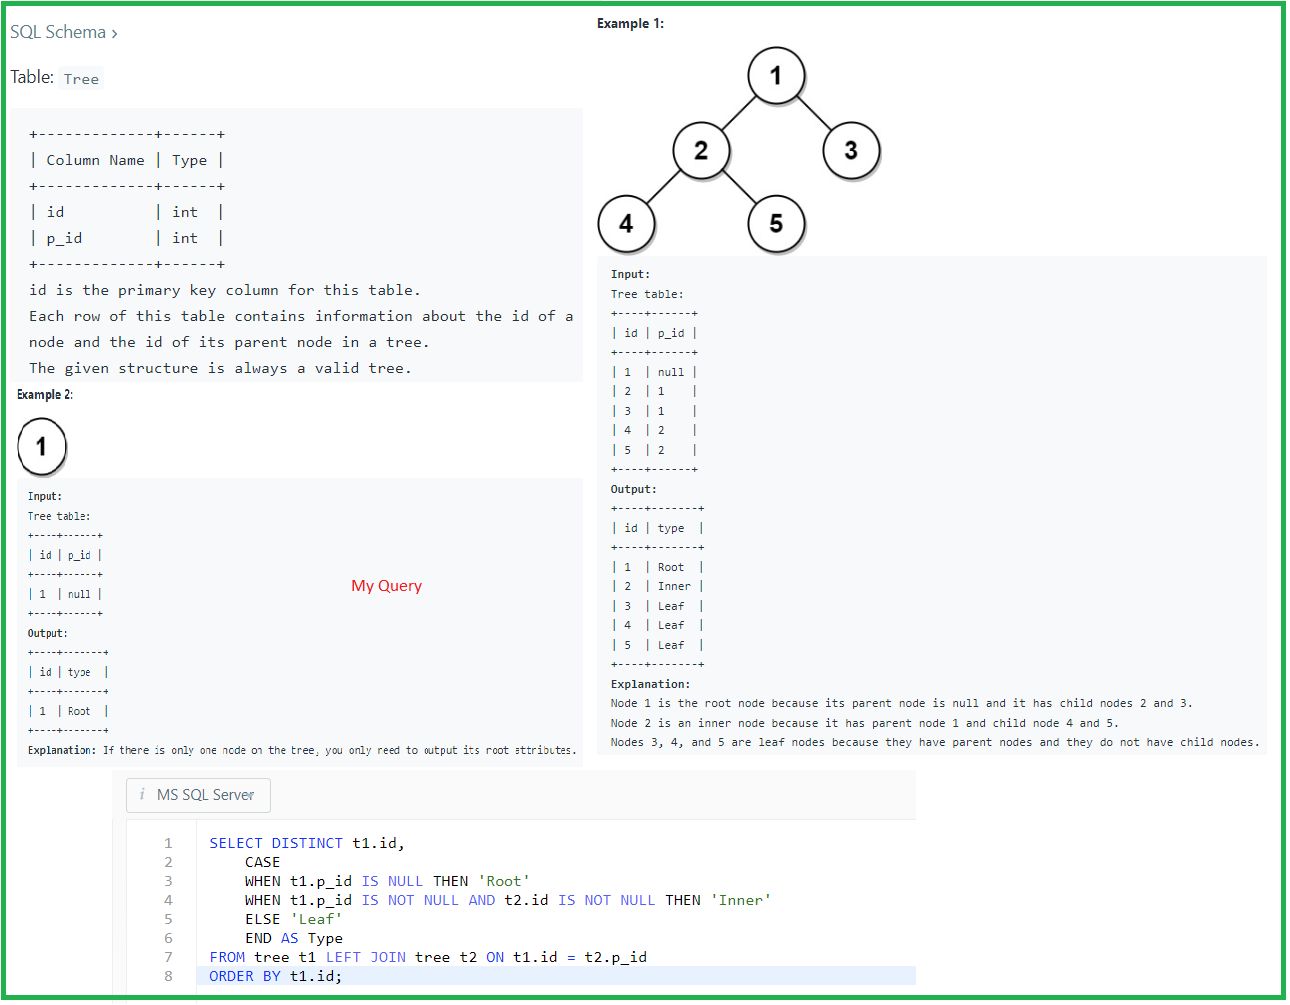 SQL Schema ›
Table: Tree
+-------------+------+
| Column Name | Type |
+-------------+------+
| id          | int  |
| p_id        | int  |
+-------------+------+
id is the primary key column for this table.
Each row of this table contains information about the id of a
node and the id of its parent node in a tree.
The given structure is always a valid tree.
Example 2:
1
Input:
Tree table:
+----+------+
| id | p_id |
+----+------+
| 1  | null |
+----+------+
Output:
+----+-------+
| id | type  |
+----+-------+
| 1  | Root  |
+----+-------+
Explanation: If there is only one node on the tree, you only need to output its root attributes.
My Query
Example 1:
1
2
3
4
5
Input:
Tree table:
+----+------+
| id | p_id |
+----+------+
| 1  | null |
| 2  | 1    |
| 3  | 1    |
| 4  | 2    |
| 5  | 2    |
+----+------+
Output:
+----+-------+
| id | type  |
+----+-------+
| 1  | Root  |
| 2  | Inner |
| 3  | Leaf  |
| 4  | Leaf  |
| 5  | Leaf  |
+----+-------+
Explanation:
Node 1 is the root node because its parent node is null and it has child nodes 2 and 3.
Node 2 is an inner node because it has parent node 1 and child node 4 and 5.
Nodes 3, 4, and 5 are leaf nodes because they have parent nodes and they do not have child nodes.
i MS SQL Server
1 SELECT DISTINCT t1.id,
2     CASE
3     WHEN t1.p_id IS NULL THEN 'Root'
4     WHEN t1.p_id IS NOT NULL AND t2.id IS NOT NULL THEN 'Inner'
5     ELSE 'Leaf'
6     END AS Type
7 FROM tree t1 LEFT JOIN tree t2 ON t1.id = t2.p_id
8 ORDER BY t1.id;